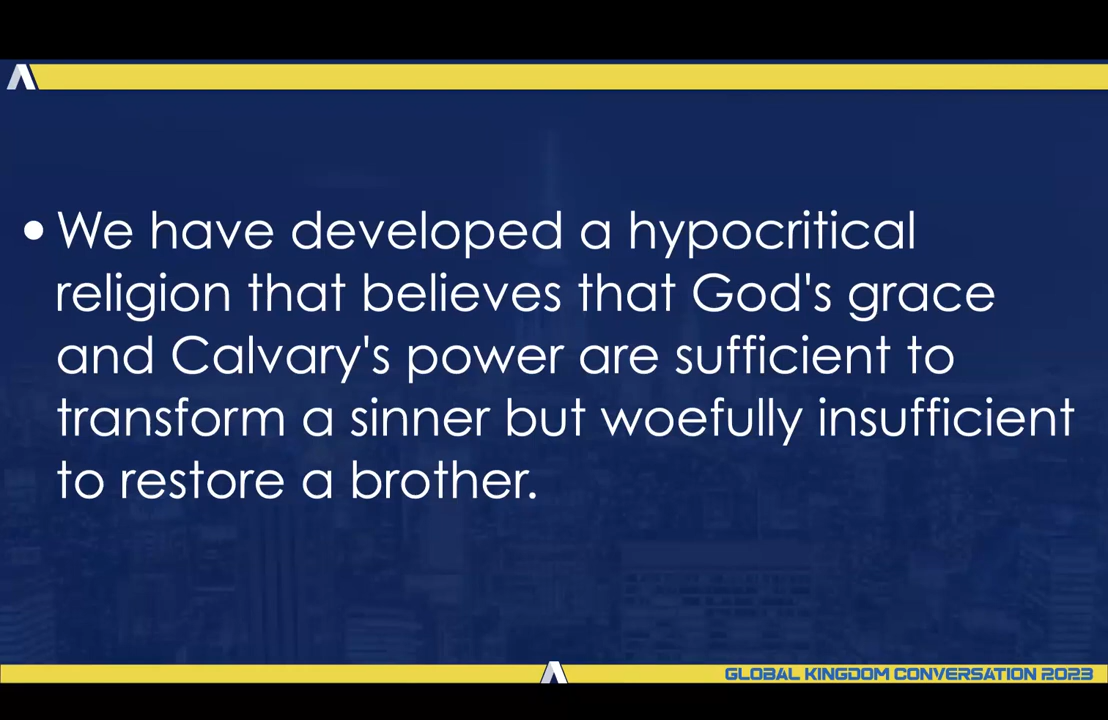 • We have developed a hypocritical
religion that believes that God's grace
and Calvary's power are sufficient to
transform a sinner but woefully insufficient
to restore a brother.
GLOBAL KINGDOM CONVERSATION 2023